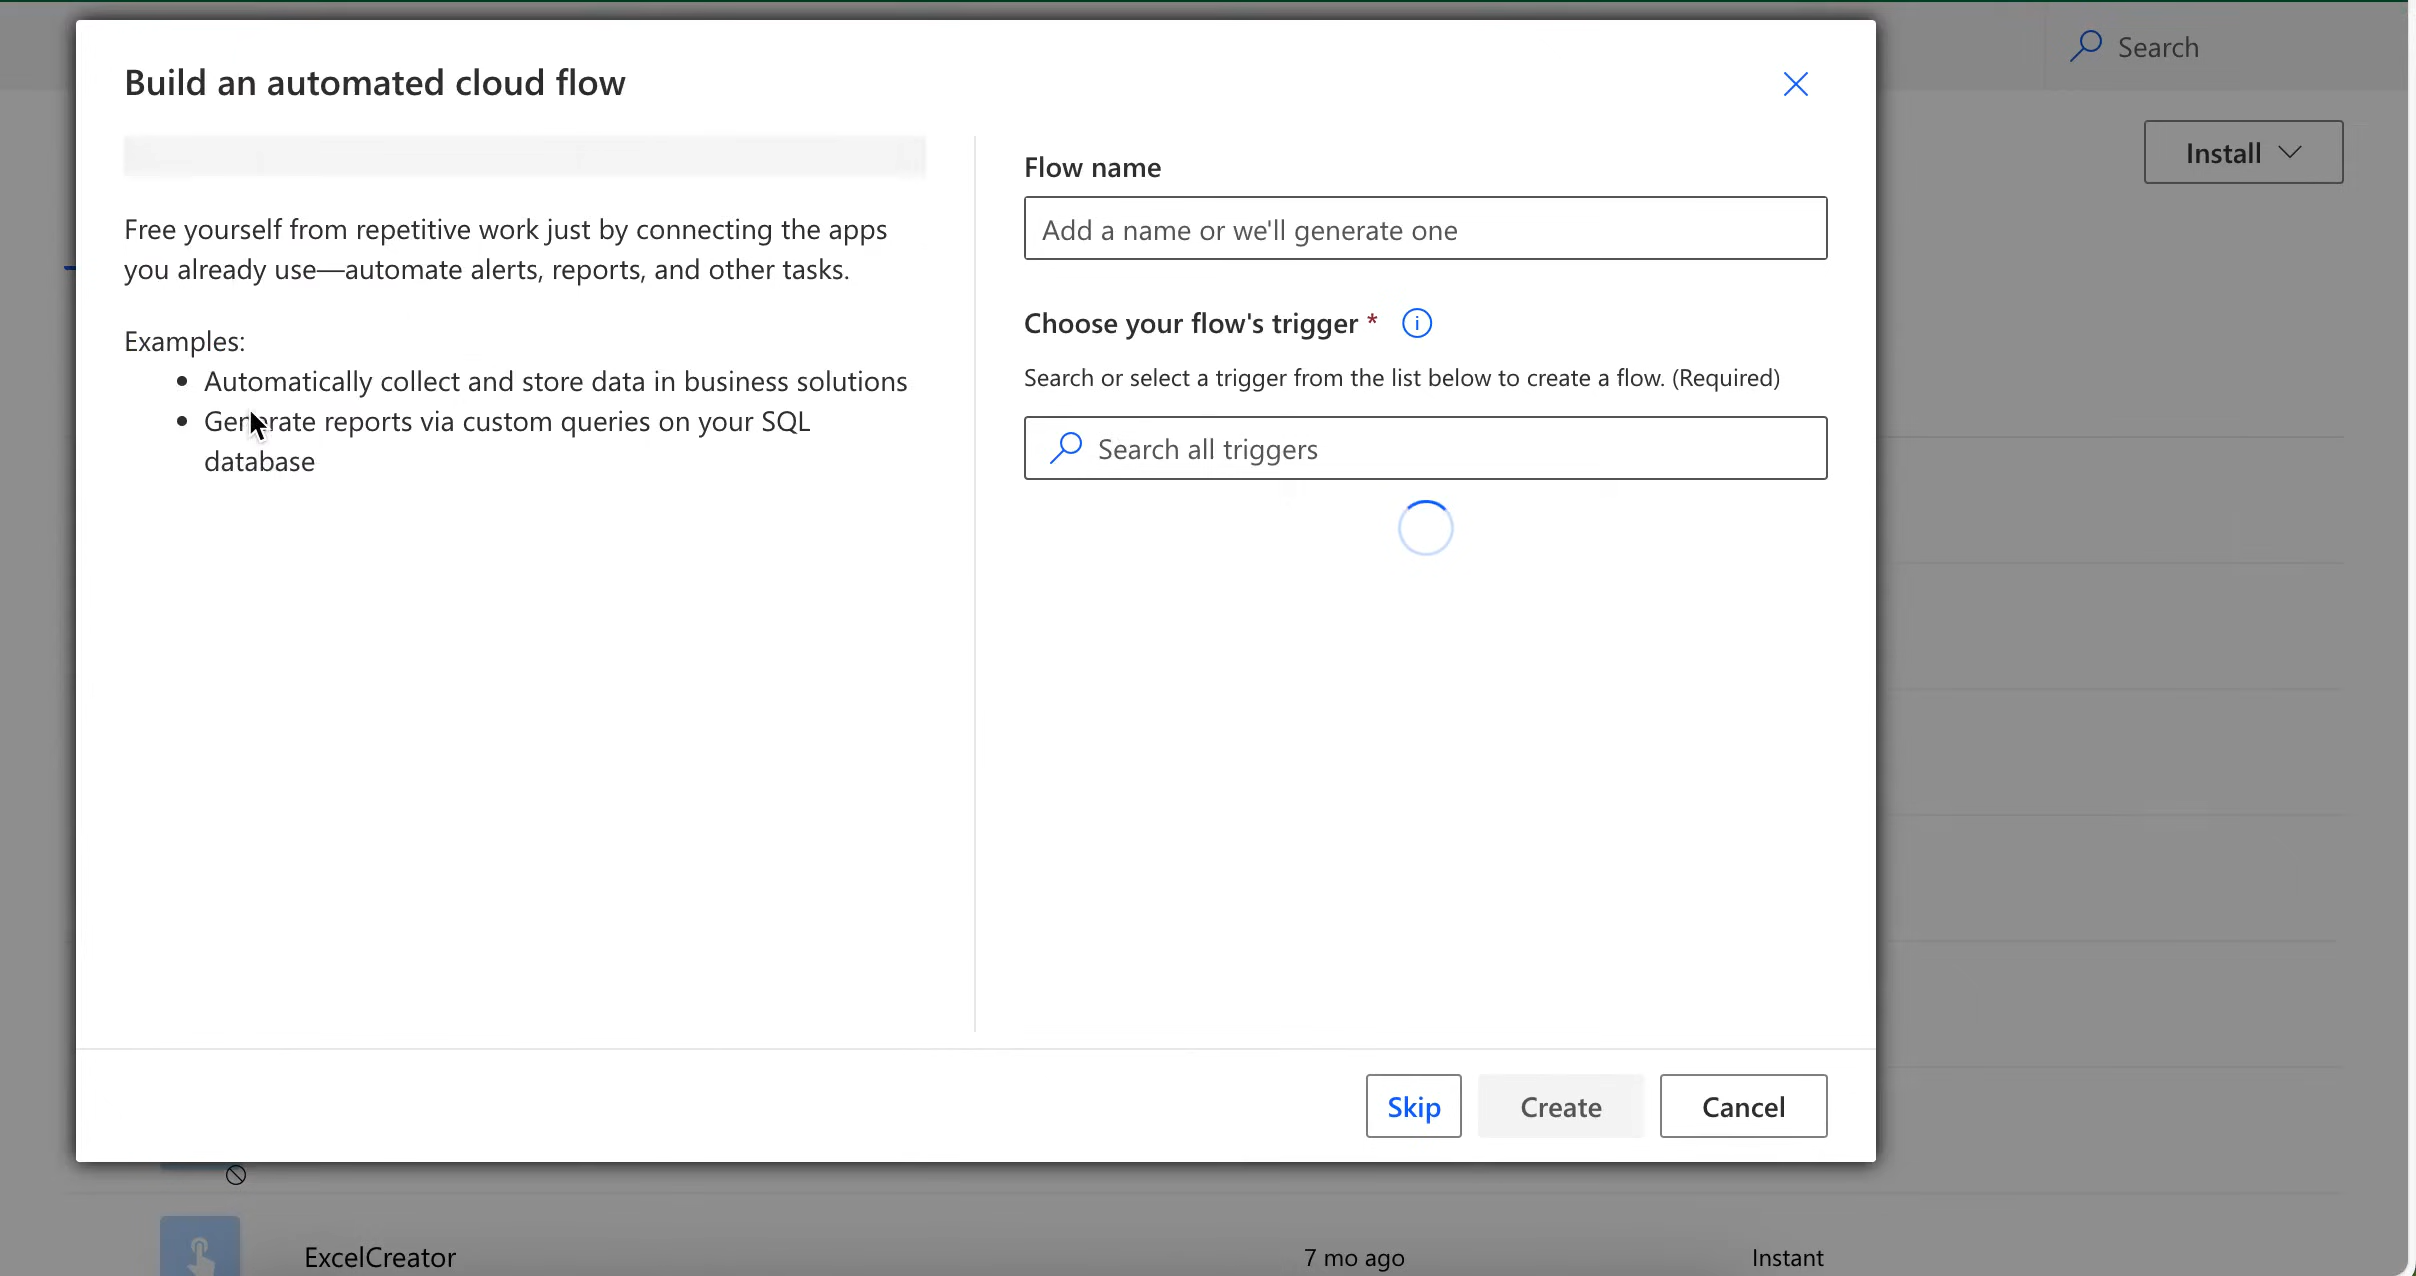 Build an automated cloud flow
Search
Install
Free yourself from repetitive work just by connecting the apps
you already use—automate alerts, reports, and other tasks.
Examples:
Automatically collect and store data in business solutions
Generate reports via custom queries on your SQL
database
Flow name
Add a name or we'll generate one
Choose your flow's trigger *
Search or select a trigger from the list below to create a flow. (Required)
Search all triggers
Skip
Create
Cancel
ExcelCreator
7 mo ago
Instant